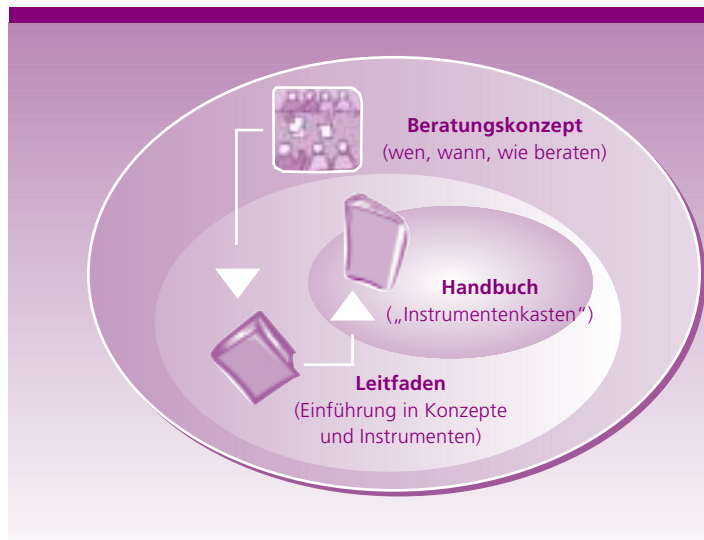 Beratungskonzept
(wen, wann, wie beraten)
Handbuch
(„Instrumentenkasten“)
Leitfaden
(Einführung in Konzepte
und Instrumenten)